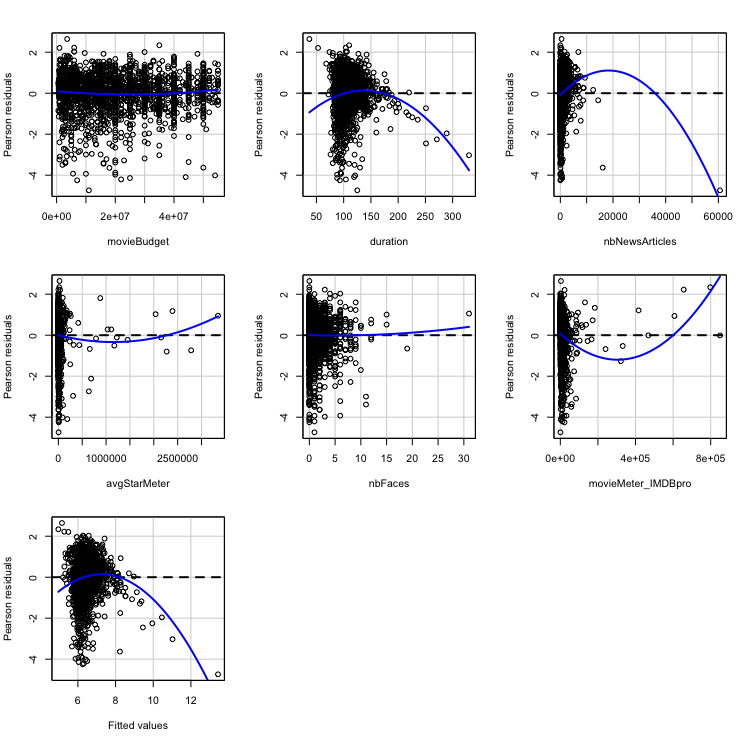 Pearson residuals
2
0
-2
-4
0e+00 2e+07 4e+07
movieBudget
Pearson residuals
2
0
-2
-4
50 100 150 200 250 300
duration
Pearson residuals
2
0
-2
-4
0 20000 40000 60000
nbNewsArticles
Pearson residuals
2
0
-2
-4
0 1000000 2500000
avgStarMeter
Pearson residuals
2
0
-2
-4
0 5 10 15 20 25 30
nbFaces
Pearson residuals
2
0
-2
-4
0e+00 4e+05 8e+05
movieMeter_IMDBpro
Pearson residuals
2
0
-2
-4
6 8 10 12
Fitted values